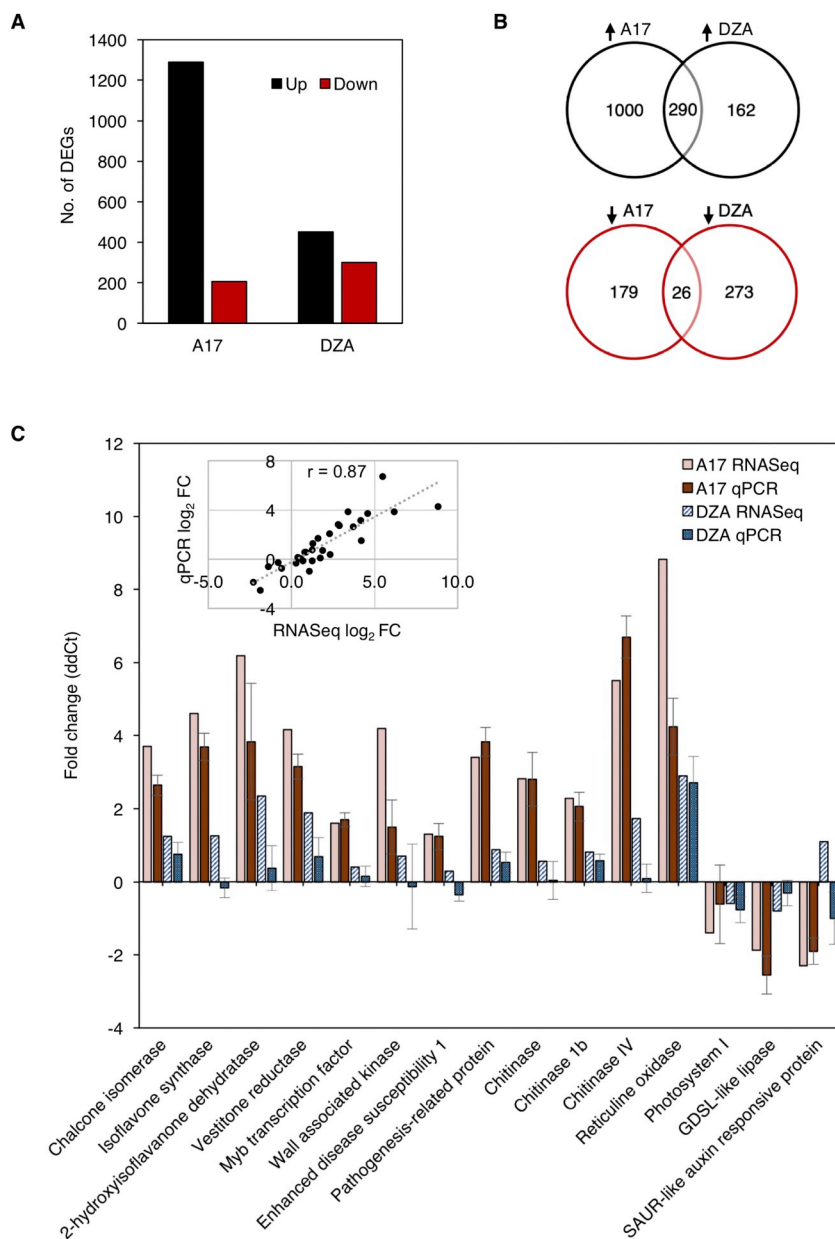 A
1400
1200
1000
800
600
400
200
0
No. of DEGs
Up Down
A17 DZA
B
A17 DZA
1000 290 162
A17 DZA
179 26 273
C
12
10
8
6
4
2
0
-2
-4
Fold change (ddCt)
8
4
0
-4
r = 0.87
qPCR log2 FC
-5.0 0.0 5.0 10.0
RNASeq log2 FC
A17 RNASeq
A17 qPCR
DZA RNASeq
DZA qPCR
Chalcone isomerase
Isoflavone synthase
2-hydroxyisoflavanone dehydratase
Vestitone reductase
Myb transcription factor
Wall associated kinase
Enhanced disease susceptibility 1
Pathogenesis-related protein
Chitinase
Chitinase 1b
Chitinase IV
Reticuline oxidase
Photosystem I
GDSL-like lipase
SAUR-like auxin responsive protein